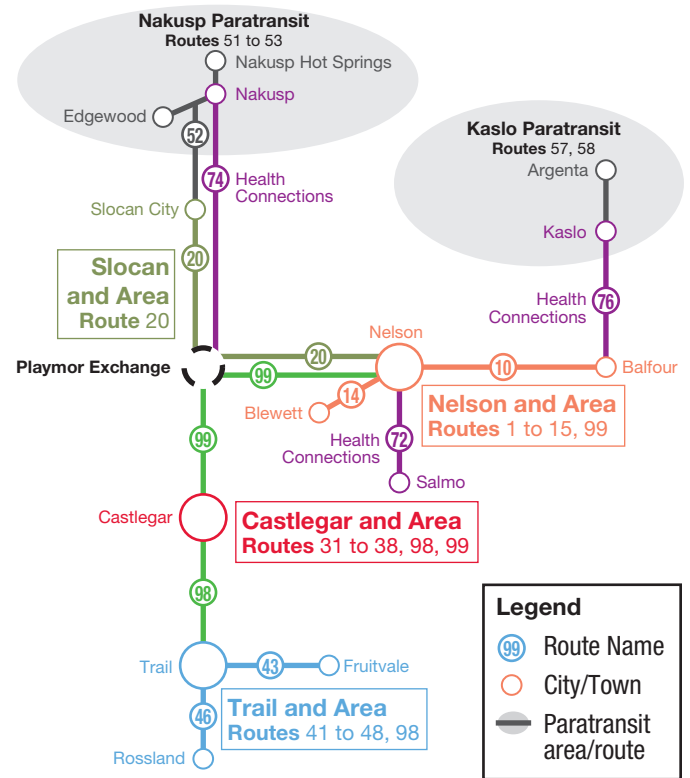 Nakusp Paratransit
Routes 51 to 53
Nakusp Hot Springs
Nakusp
Edgewood
52
Kaslo Paratransit
Routes 57, 58
Argenta
74
Health
Connections
Slocan City
Kaslo
20
Slocan
and Area
Route 20
Health
Connections
76
Nelson
Playmor Exchange
20
99
10
Balfour
14
Blewett
Nelson and Area
Routes 1 to 15, 99
99
Health
Connections
72
Salmo
Castlegar
Castlegar and Area
Routes 31 to 38, 98, 99
98
Trail
43
Fruitvale
46
Trail and Area
Routes 41 to 48, 98
Rossland
Legend
99 Route Name
City/Town
Paratransit
area/route